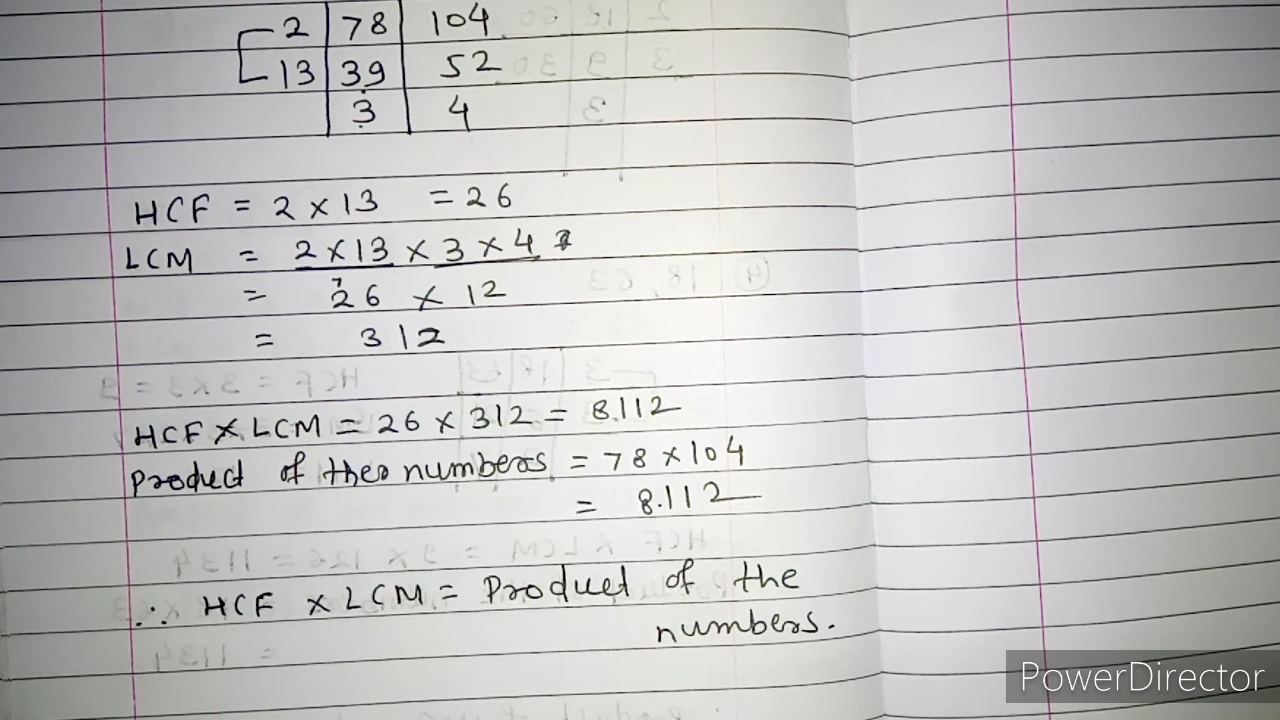 2 | 78 | 104
13 | 39 | 52
3 | 4
HCF = 2 × 13 = 26
LCM = 2 × 13 × 3 × 4
= 26 × 12
= 312
HCF × LCM = 26 × 312 = 8.112
Product of the numbers = 78 × 104
= 8.112
∴ HCF × LCM = Product of the
numbers.
PowerDirector